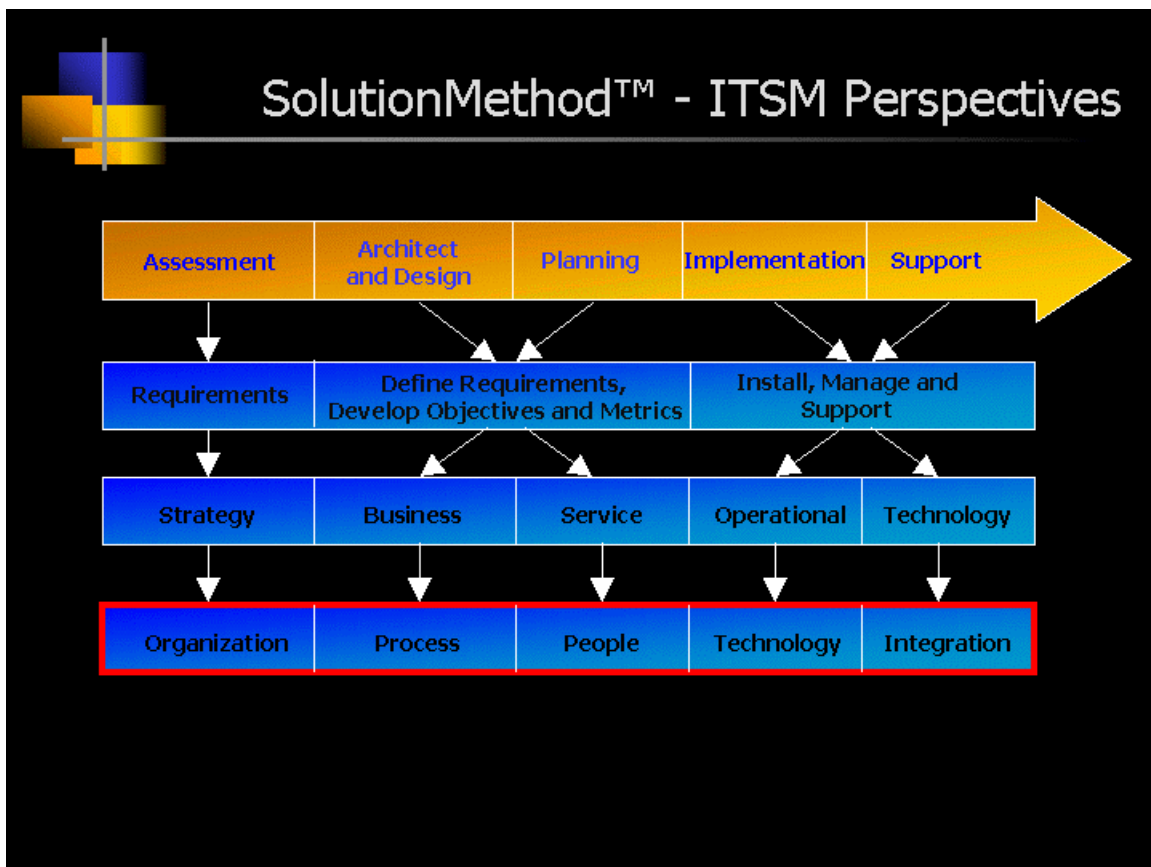 SolutionMethod™ - ITSM Perspectives
Assessment
Architect
and Design
Planning
Implementation
Support
Requirements
Define Requirements,
Develop Objectives and Metrics
Install, Manage and
Support
Strategy
Business
Service
Operational
Technology
Organization
Process
People
Technology
Integration